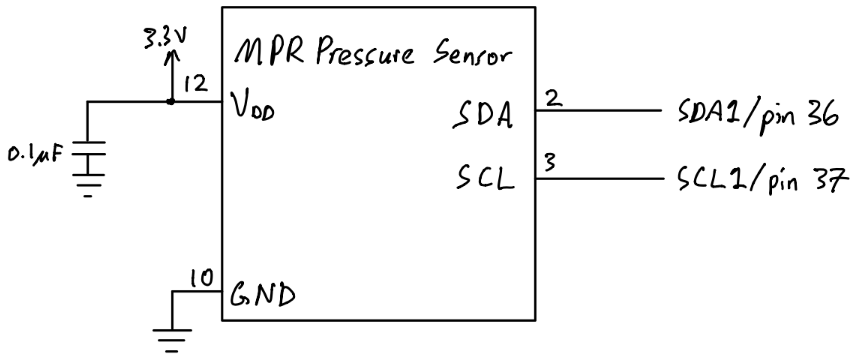 3.3V
MPR Pressure Sensor
12
VDD
0.1μF
SDA
2
SDA1/pin 36
SCL
3
SCL1/pin 37
10
GND